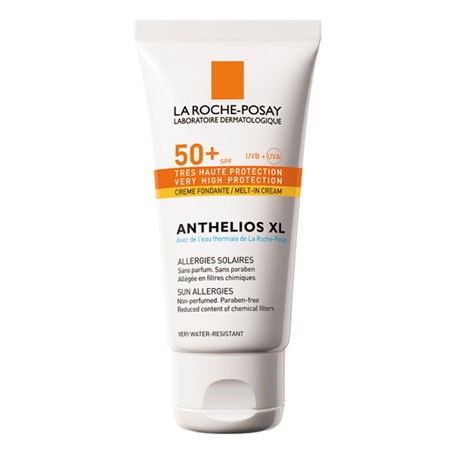 LA ROCHE-POSAY
LABORATOIRE DERMATOLOGIQUE
50+ SPF UVB + UVA
TRES HAUTE PROTECTION
VERY HIGH PROTECTION
CREME FONDANTE / MELT-IN CREAM
ANTHELIOS XL
Avec de l'eau thermale de La Roche-Posay
ALLERGIES SOLAIRES
Sans parfum. Sans paraben
Allégée en filtres chimiques
SUN ALLERGIES
Non-perfumed. Paraben-free
Reduced content of chemical filters
VERY WATER-RESISTANT